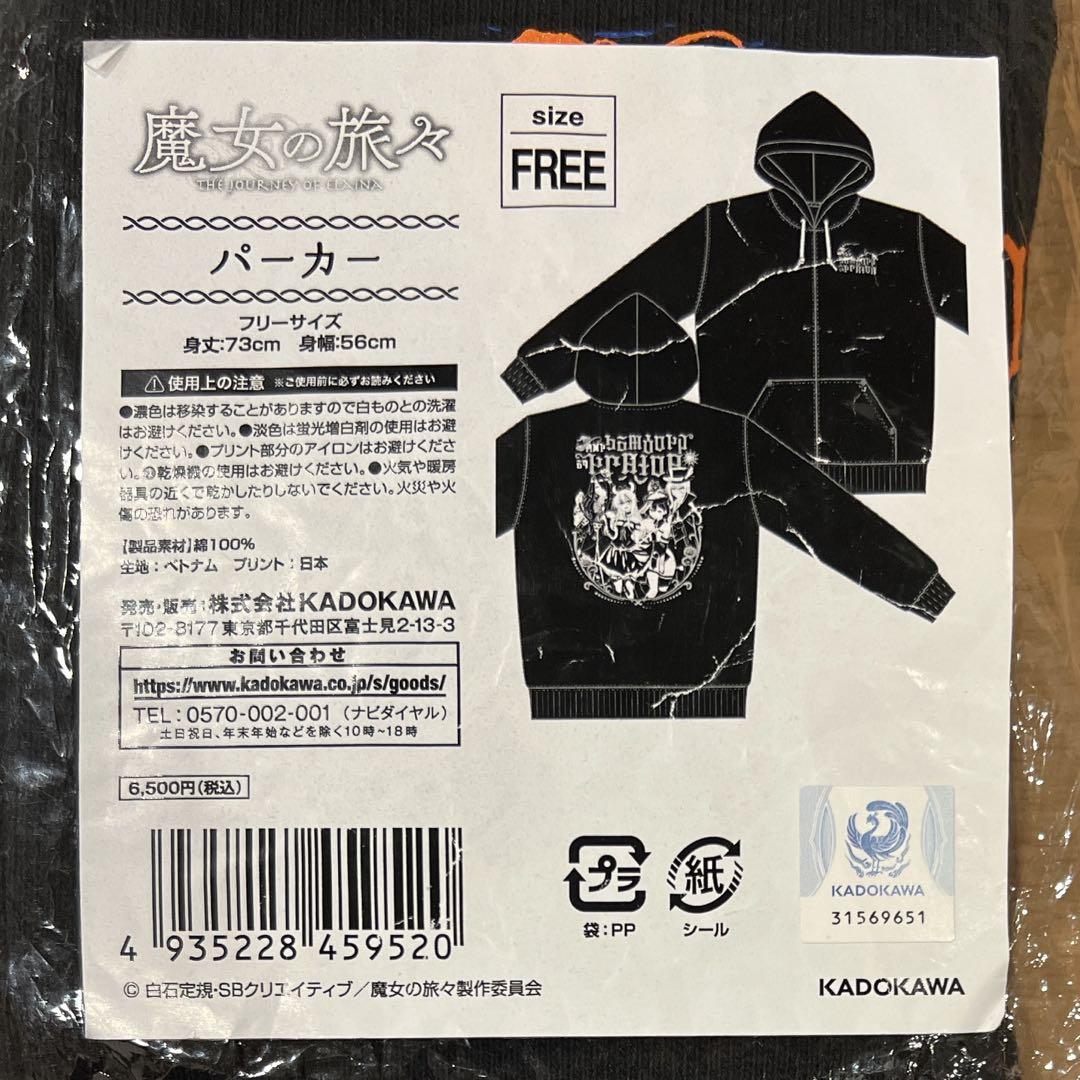 魔女の旅々
THE JOURNEY OF ELAINA
パーカー
フリーサイズ
身丈:73cm 身幅:56cm
⚠使用上の注意 ※ご使用前に必ずお読みください
●濃色は移染することがありますので白ものとの洗濯
はお避けください。●淡色は蛍光増白剤の使用はお避
けください。●プリント部分のアイロンはお避けくださ
い。●乾燥機の使用はお避けください。●火気や暖房
器具の近くで乾かしたりしないでください。火災や火
傷の恐れがあります。
【製品素材】綿100%
生地:ベトナム プリント:日本
発売・販売:株式会社KADOKAWA
〒102-8177 東京都千代田区富士見2-13-3
お問い合わせ
https://www.kadokawa.co.jp/s/goods/
TEL:0570-002-001 (ナビダイヤル)
土日祝日、年末年始などを除く10時~18時
6,500円(税込)
4 935228 459520
© 白石定規・SBクリエイティブ/魔女の旅々製作委員会
size
FREE
プラ
袋:PP
紙
シール
KADOKAWA
31569651
KADOKAWA